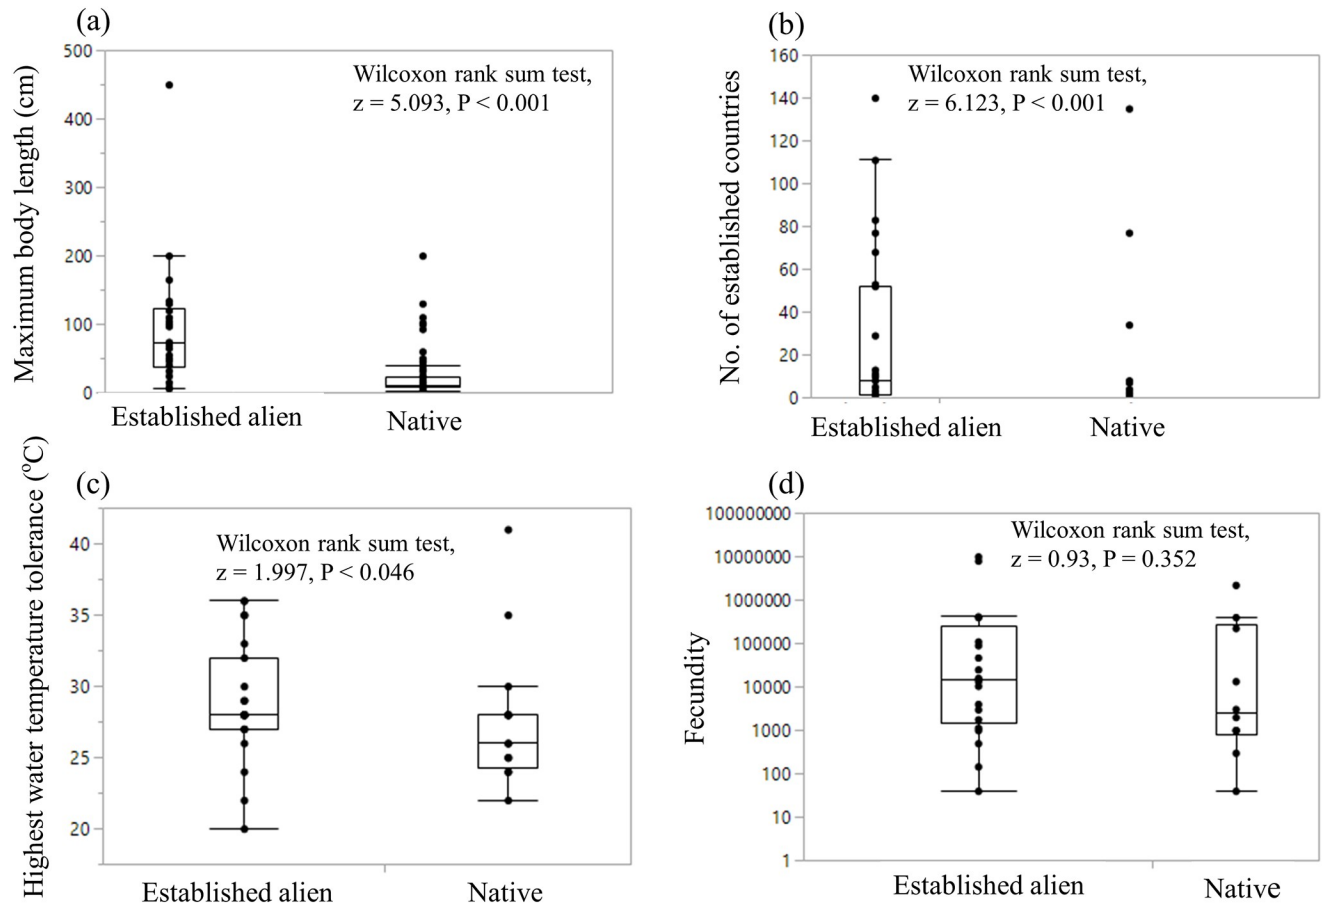 (a)
Maximum body length (cm)
500
400
300
200
100
0
Wilcoxon rank sum test,
z = 5.093, P < 0.001
Established alien
Native
(b)
No. of established countries
160
140
120
100
80
60
40
20
0
Wilcoxon rank sum test,
z = 6.123, P < 0.001
Established alien
Native
(c)
Highest water temperature tolerance (ºC)
40
35
30
25
20
Wilcoxon rank sum test,
z = 1.997, P < 0.046
Established alien
Native
(d)
Fecundity
100000000
10000000
1000000
100000
10000
1000
100
10
1
Wilcoxon rank sum test,
z = 0.93, P = 0.352
Established alien
Native